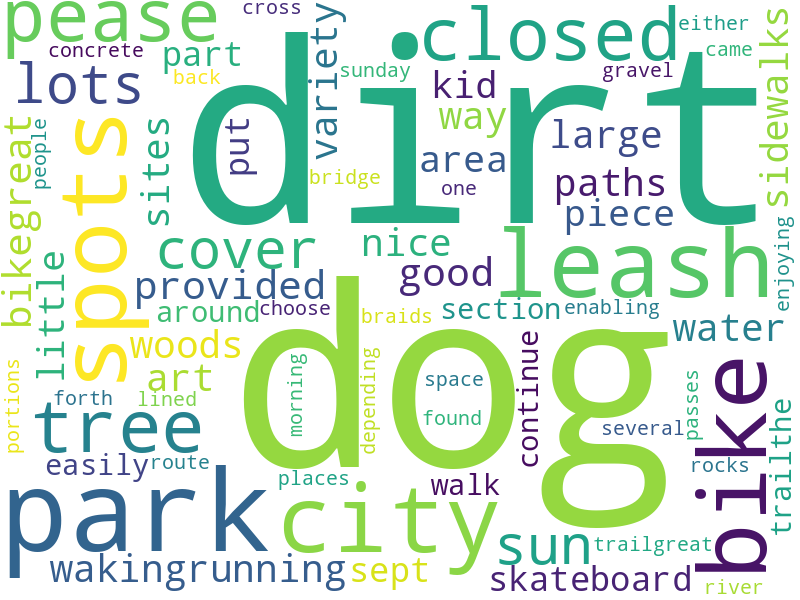 pease
concrete
lots
cross
part
back
variety
sunday
closed
either
came
gravel
kid
way
dirt
sidewalks
people
bikegreat
spots
sites
put
bridge
area
one
large
paths
piece
cover
nice
good
leash
enjoying
provided
little
around
choose
braids
section
enabling
water
woods
art
dog
forth
lined
morning
depending
space
found
continue
several
passes
bike
trailthe
portions
tree
easily
route
places
walk
rocks
park
city
sun
trailgreat
wakingrunning
sept
skateboard
river